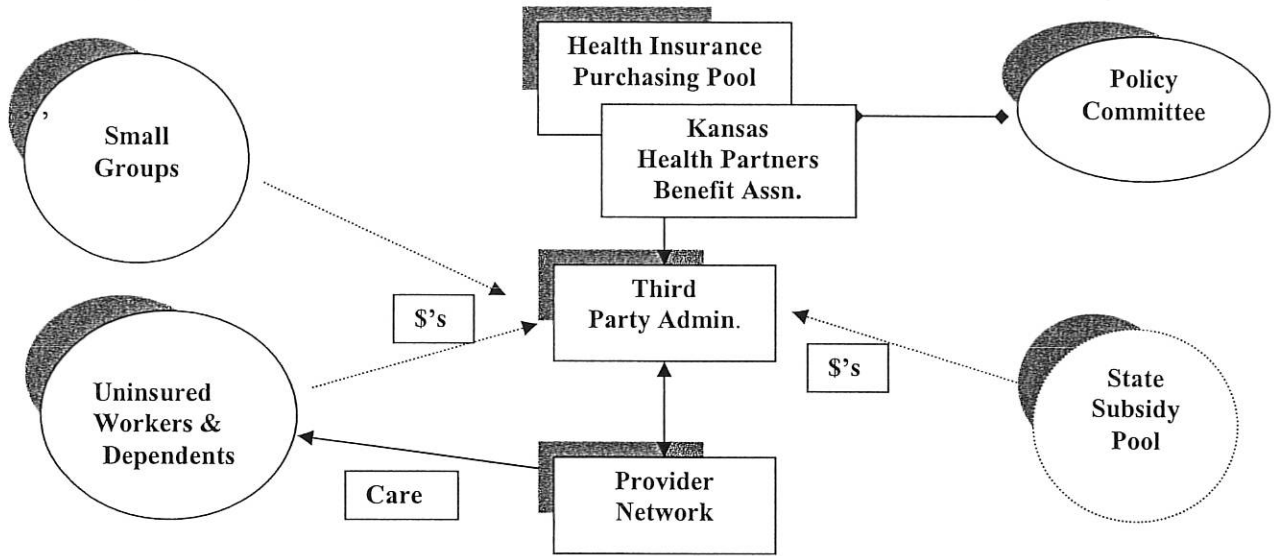 Health Insurance
Purchasing Pool
Policy
Committee
Kansas
Health Partners
Benefit Assn.
Small
Groups
Third
Party Admin.
$'s
$'s
State
Subsidy
Pool
Uninsured
Workers &
Dependents
Care
Provider
Network